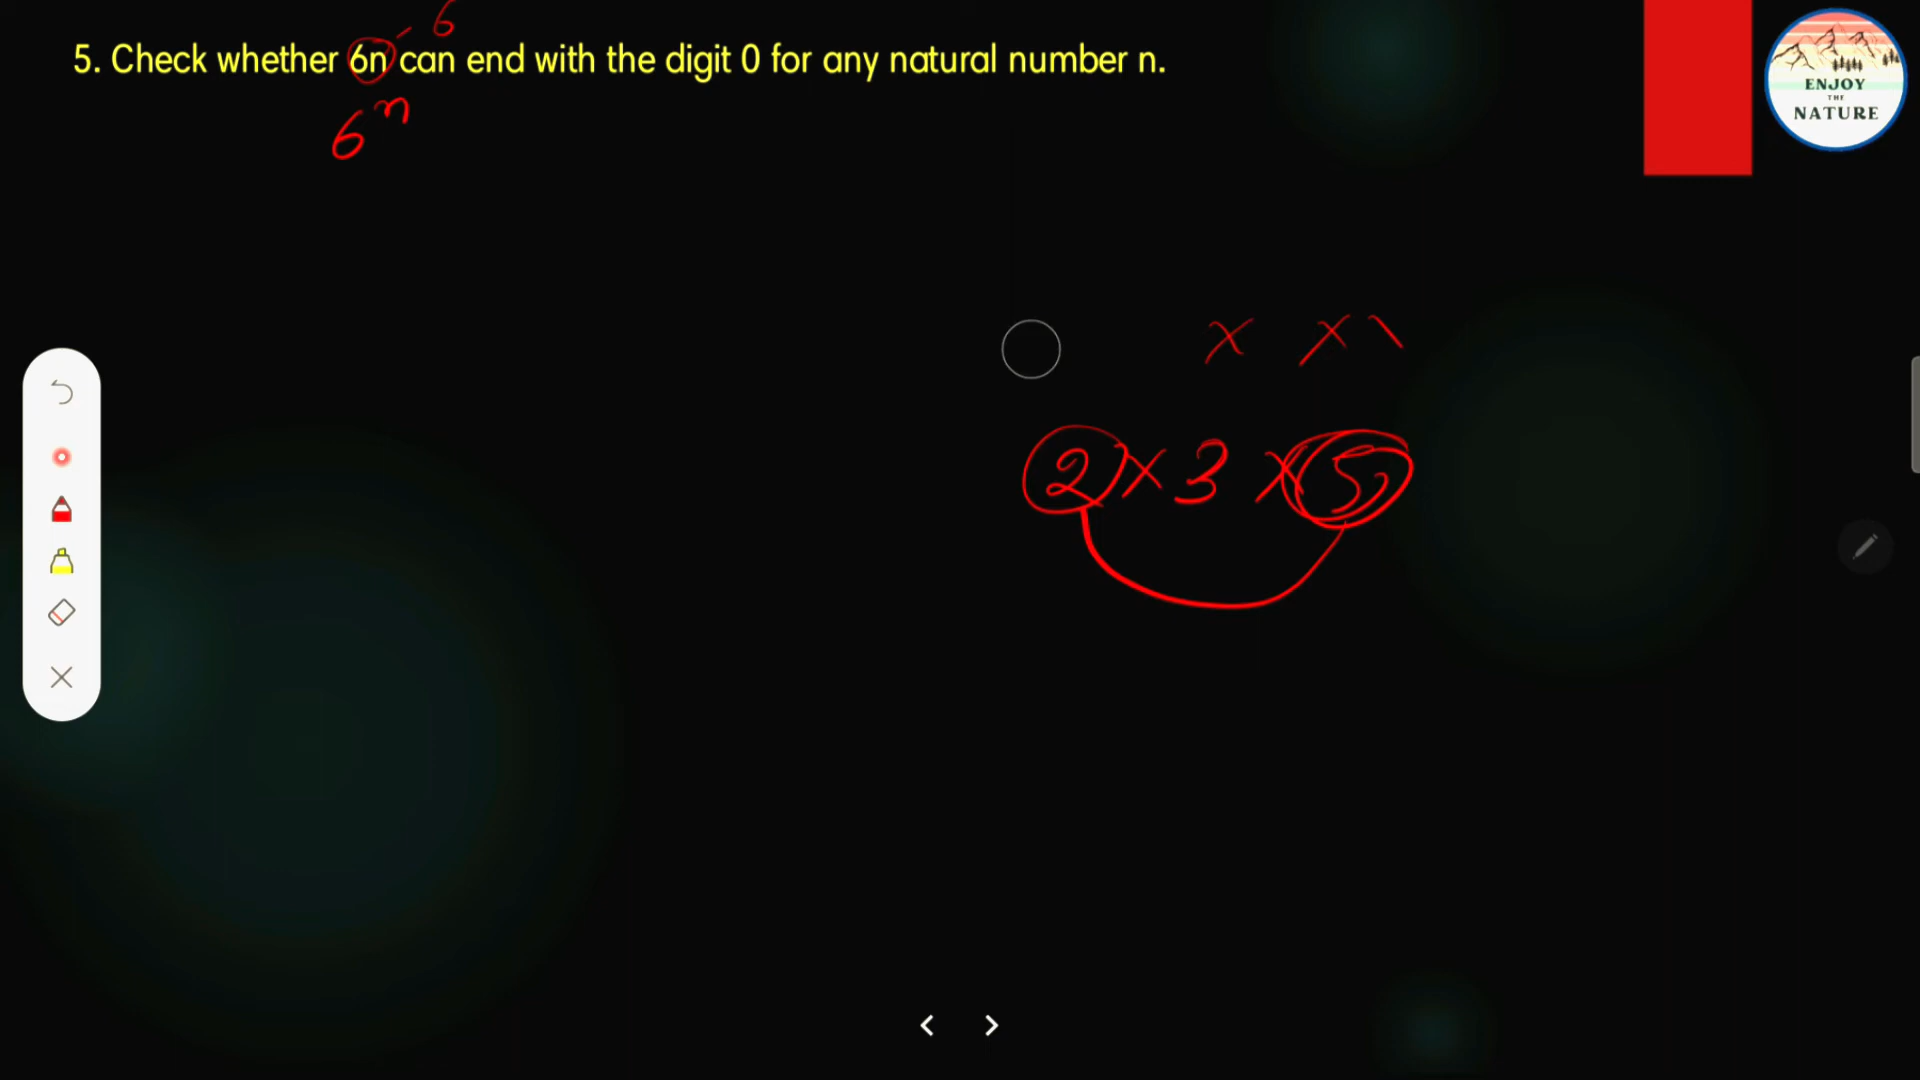 6
5. Check whether 6n can end with the digit 0 for any natural number n.
6ⁿ
ENJOY
THE
NATURE
x x
2 x 3 x 5